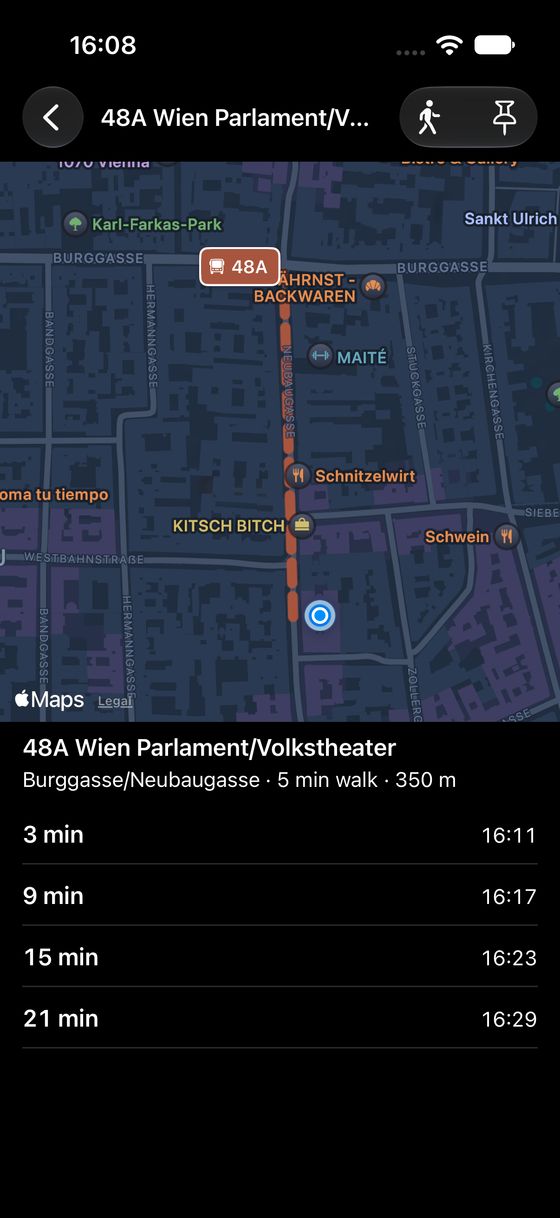 16:08
48A Wien Parlament/V...
1070 Vienna
Karl-Farkas-Park
Sankt Ulrich
BURGGASSE
48A
BURGGASSE
ÄHRNST -
BACKWAREN
HERMANNGASSE
BANDGASSE
NEUBAUGASSE
MAITÉ
STUCKGASSE
KIRCHENGASSE
Schnitzelwirt
oma tu tiempo
KITSCH BITCH
SIEBE
Schwein
WESTBAHNSTRAßE
BANDGASSE
HERMANNGASSE
ZOLLERG
Maps
Legal
48A Wien Parlament/Volkstheater
Burggasse/Neubaugasse · 5 min walk · 350 m
3 min 16:11
9 min 16:17
15 min 16:23
21 min 16:29